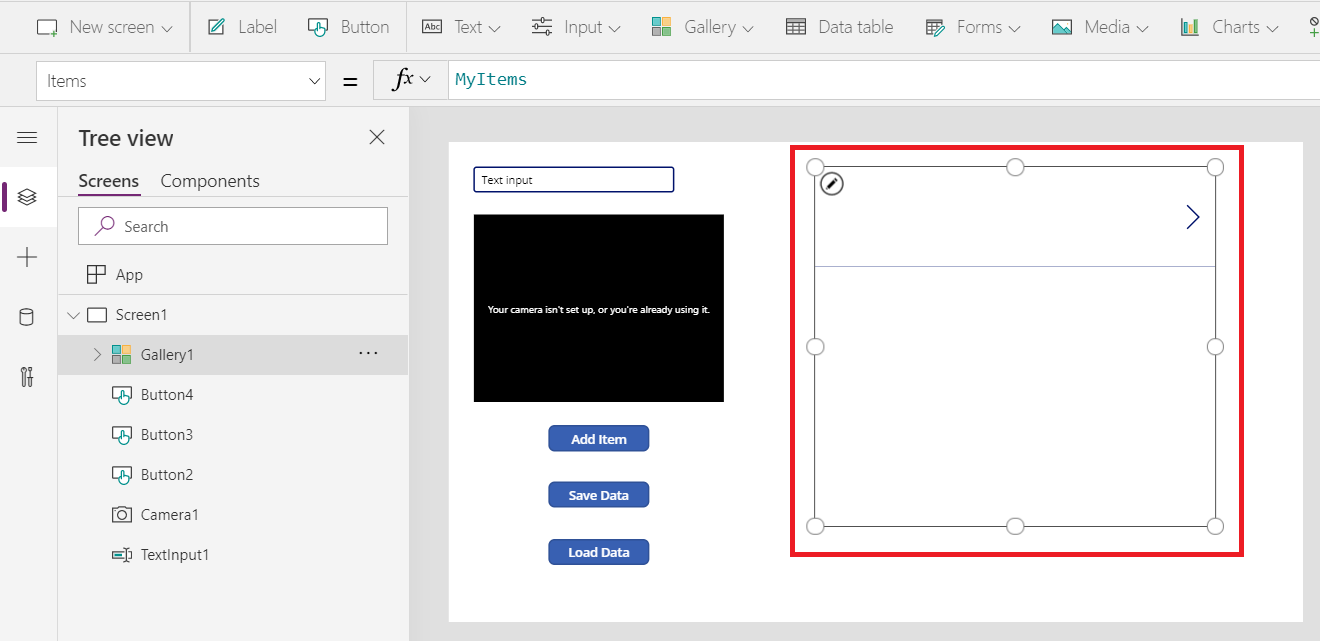 New screen Label Button Abc Text Input Gallery Data table Forms Media Charts
Items = fx MyItems
Tree view
Screens Components
Search
App
Screen1
Gallery1 ...
Button4
Button3
Button2
Camera1
TextInput1
Text input
Your camera isn't set up, or you're already using it.
Add Item
Save Data
Load Data